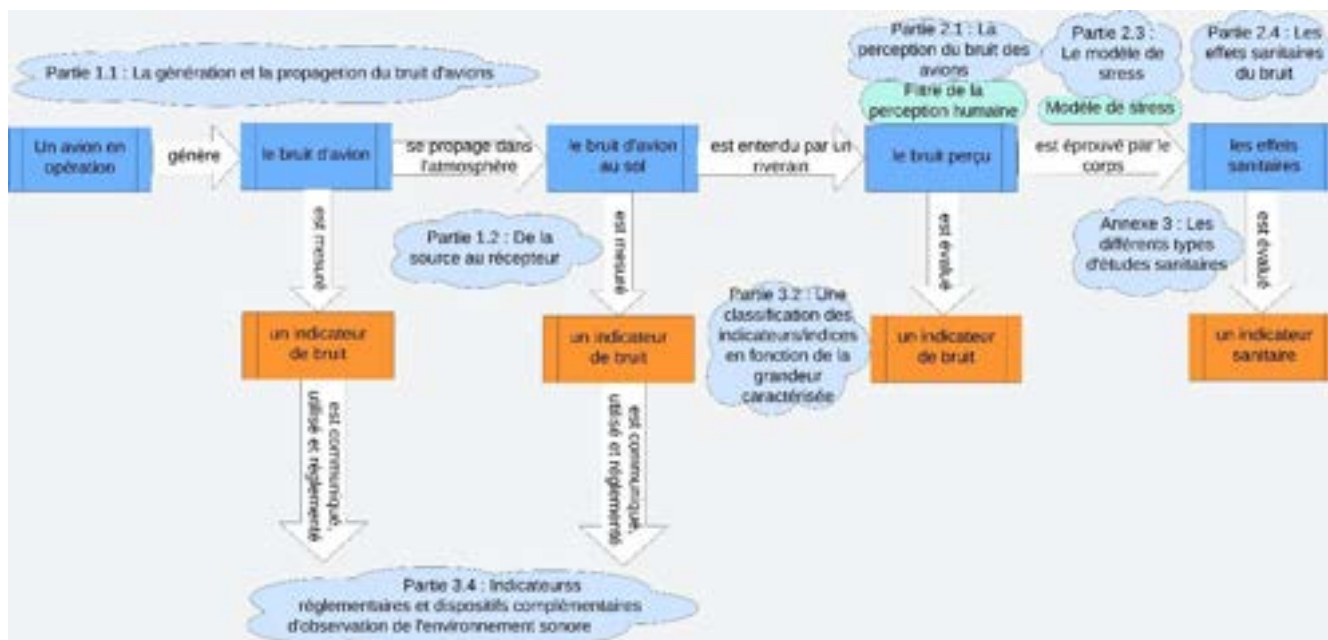 Partie 1.1 : La génération et la propagetion du bruit d'avions
Partie 2.1 : La
perception du bruit des
avions
Partie 2.3 :
Le modèle de
stress
Partie 2.4 : Les
effets sanitaires
du bruit
Filtre de la
perception humaine
Modèle de stress
Un avion en
opération
génère
le bruit d'avion
se propage dans
l'atmosphère
le bruit d'avion
au sol
est entendu par un
riverain
le bruit perçu
est éprouvé par le
corps
les effets
sanitaires
est mesuré
Partie 1.2 : De la
source au récepteur
est mesuré
est évalué
Annexe 3 : Les
différents types
d'études sanitaires
est évalué
Partie 3.2 : Une
classification des
indicateurs/indices
en fonction de la
grandeur
caractérisée
un indicateur
de bruit
un indicateur
de bruit
un indicateur
de bruit
un indicateur
sanitaire
est communiqué,
utilisé et réglementé
est communiqué,
utilisé et réglementé
Partie 3.4 : Indicateurss
réglementaires et dispositifs complémentaires
d'observation de l'environnement sonore